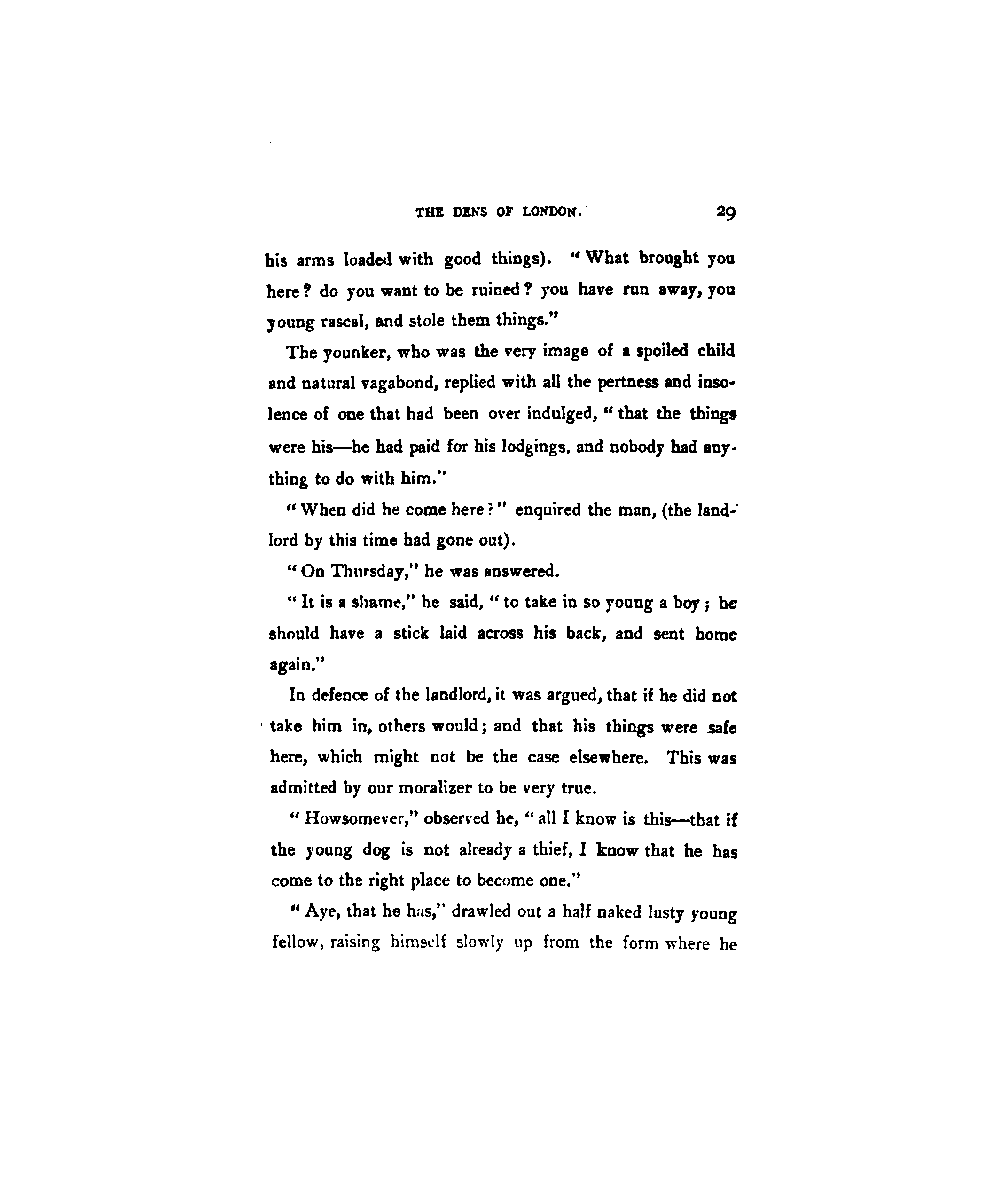 THE DENS OF LONDON. 29
his arms loaded with good things). “ What brought you
here ? do you want to be ruined ? you have run away, you
young rascal, and stole them things.”
The younker, who was the very image of a spoiled child
and natural vagabond, replied with all the pertness and inso-
lence of one that had been over indulged, “ that the things
were his—he had paid for his lodgings, and nobody had any-
thing to do with him.”
“ When did he come here ? ” enquired the man, (the land-
lord by this time had gone out).
“ On Thursday,” he was answered.
“ It is a shame,” he said, “ to take in so young a boy ; he
should have a stick laid across his back, and sent home
again.”
In defence of the landlord, it was argued, that if he did not
take him in, others would ; and that his things were safe
here, which might not be the case elsewhere. This was
admitted by our moralizer to be very true.
“ Howsomever,” observed he, “ all I know is this—that if
the young dog is not already a thief, I know that he has
come to the right place to become one.”
“ Aye, that he has,” drawled out a half naked lusty young
fellow, raising himself slowly up from the form where he